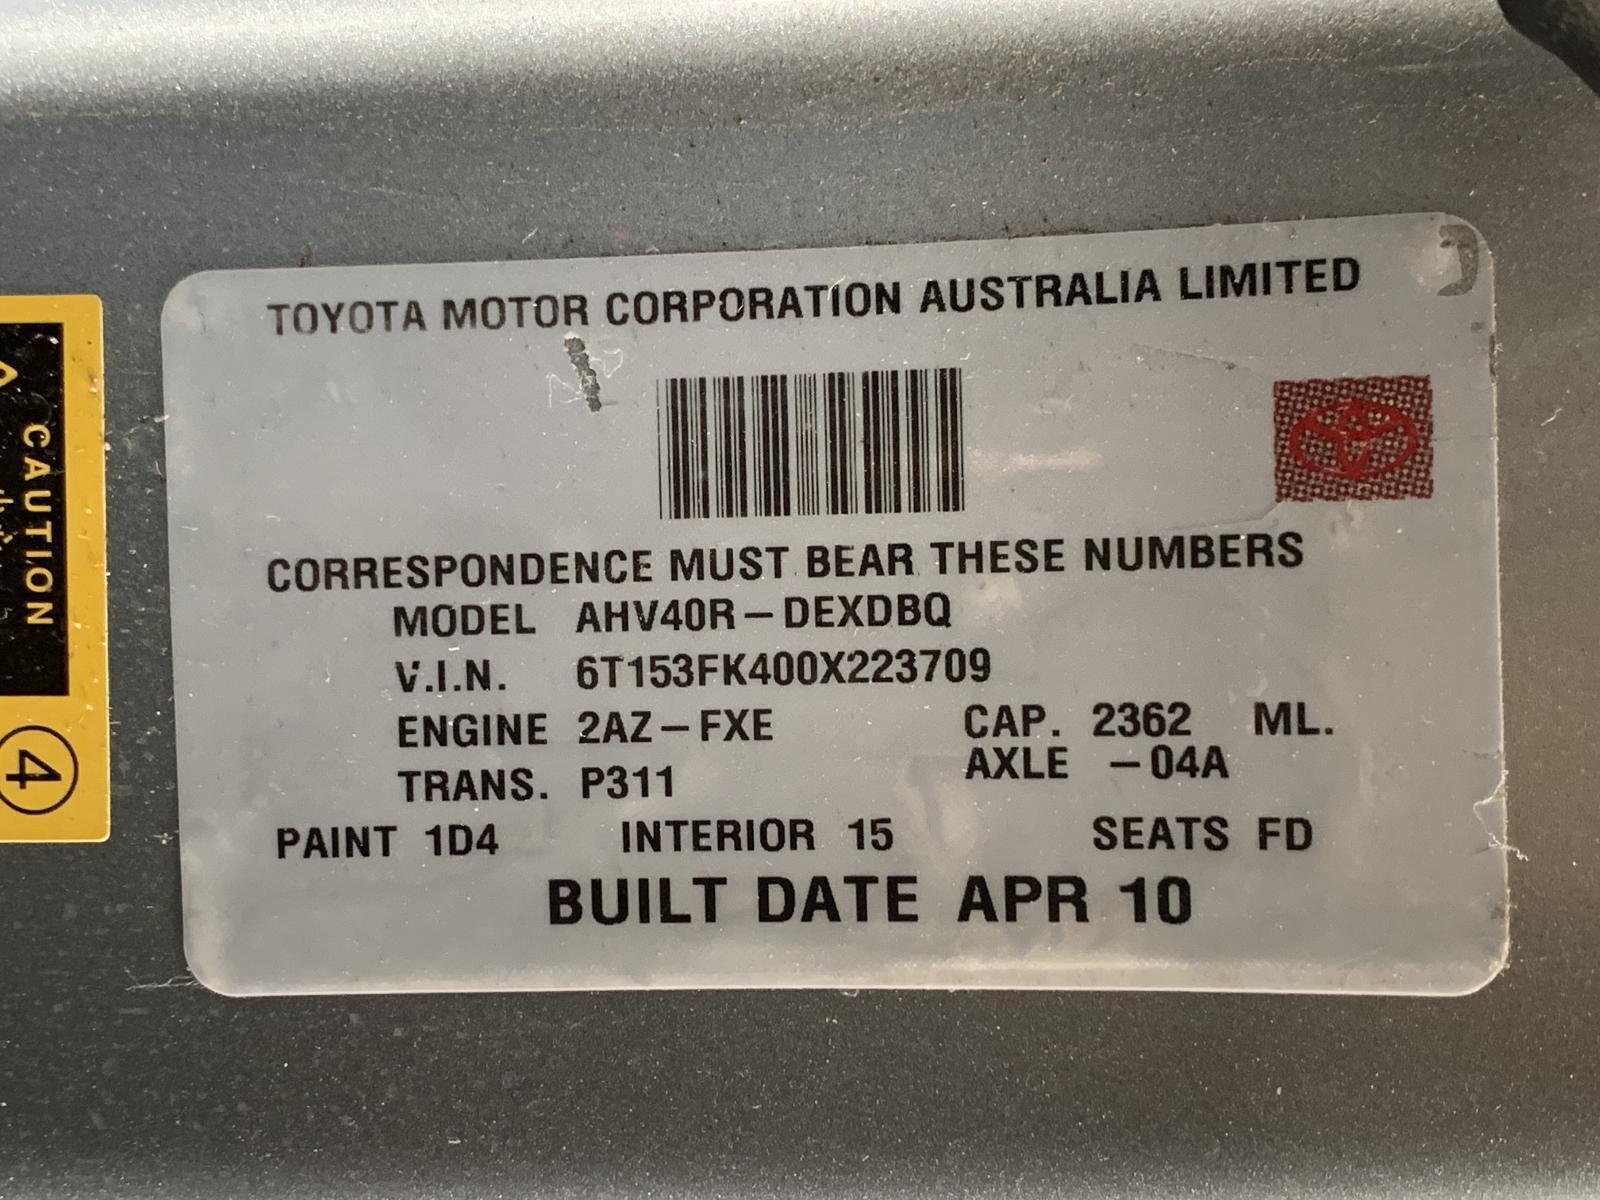 TOYOTA MOTOR CORPORATION AUSTRALIA LIMITED
CORRESPONDENCE MUST BEAR THESE NUMBERS
MODEL AHV40R-DEXDBQ
V.I.N. 6T153FK400X223709
ENGINE 2AZ-FXE CAP. 2362 ML.
TRANS. P311 AXLE -04A
PAINT 1D4 INTERIOR 15 SEATS FD
BUILT DATE APR 10
CAUTION
4